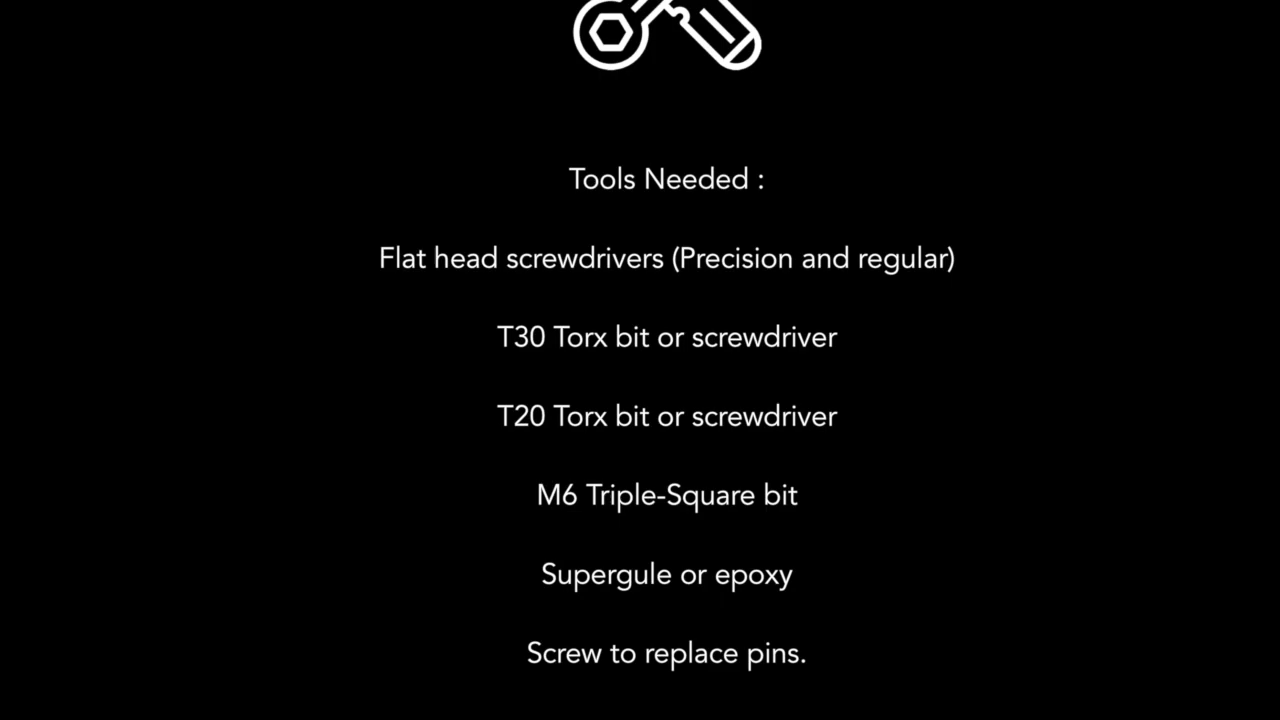 Tools Needed :
Flat head screwdrivers (Precision and regular)
T30 Torx bit or screwdriver
T20 Torx bit or screwdriver
M6 Triple-Square bit
Supergule or epoxy
Screw to replace pins.